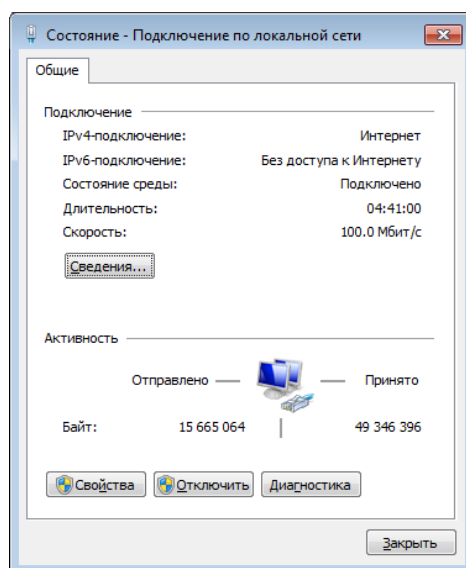 Состояние - Подключение по локальной сети
Общие
Подключение
IPv4-подключение: Интернет
IPv6-подключение: Без доступа к Интернету
Состояние среды: Подключено
Длительность: 04:41:00
Скорость: 100.0 Мбит/с
Сведения...
Активность
Отправлено — — Принято
Байт: 15 665 064 | 49 346 396
Свойства Отключить Диагностика
Закрыть